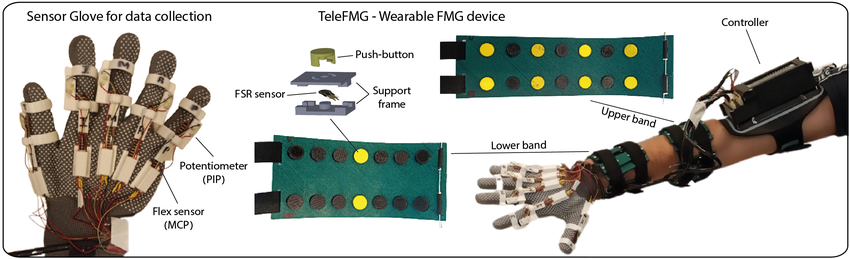 Sensor Glove for data collection
TeleFMG - Wearable FMG device
Controller
Push-button
FSR sensor
Support
frame
Upper band
Lower band
Potentiometer
(PIP)
Flex sensor
(MCP)
M